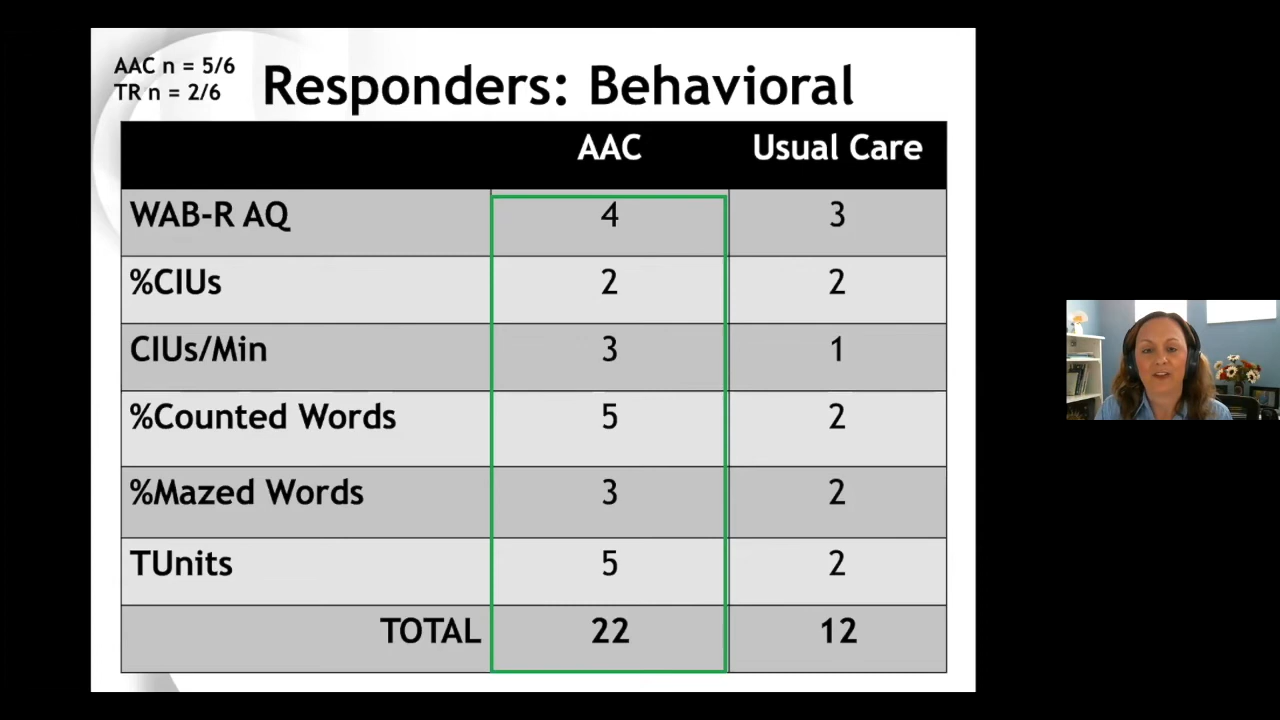 AAC n = 5/6
TR n = 2/6
Responders: Behavioral
AAC Usual Care
WAB-R AQ 4 3
%CIUs 2 2
CIUs/Min 3 1
%Counted Words 5 2
%Mazed Words 3 2
TUnits 5 2
TOTAL 22 12